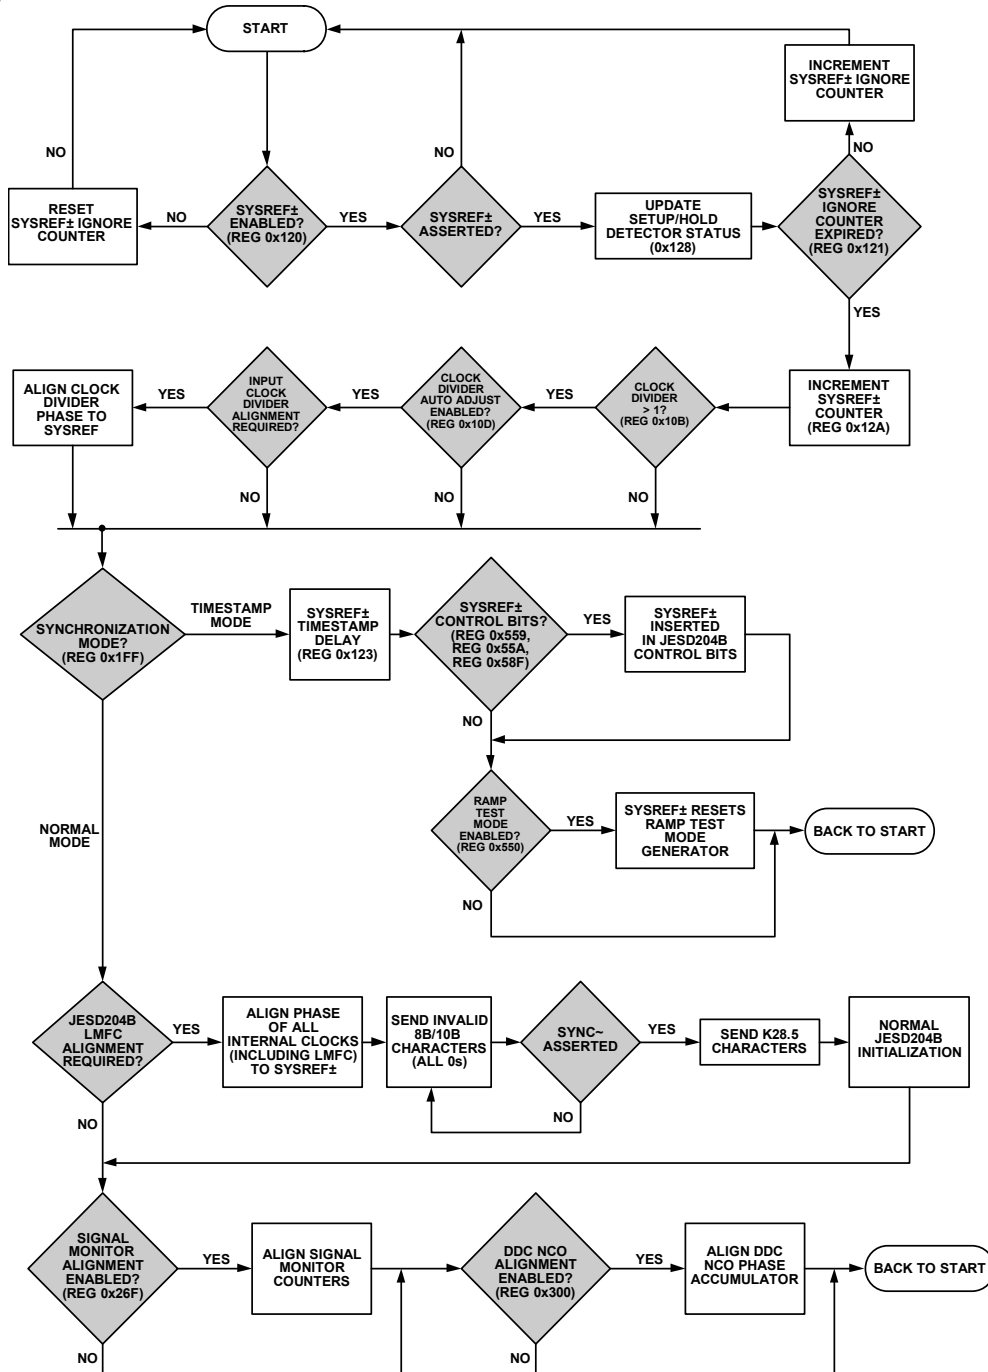 START
INCREMENT
SYSREF± IGNORE
COUNTER
NO
NO
NO
RESET
SYSREF± IGNORE
COUNTER
NO
SYSREF±
ENABLED?
(REG 0x120)
YES
SYSREF±
ASSERTED?
YES
UPDATE
SETUP/HOLD
DETECTOR STATUS
(0x128)
SYSREF±
IGNORE
COUNTER
EXPIRED?
(REG 0x121)
YES
ALIGN CLOCK
DIVIDER
PHASE TO
SYSREF
YES
INPUT
CLOCK
DIVIDER
ALIGNMENT
REQUIRED?
YES
CLOCK
DIVIDER
AUTO ADJUST
ENABLED?
(REG 0x10D)
YES
CLOCK
DIVIDER
> 1?
(REG 0x10B)
INCREMENT
SYSREF±
COUNTER
(REG 0x12A)
NO
NO
NO
SYNCHRONIZATION
MODE?
(REG 0x1FF)
TIMESTAMP
MODE
SYSREF±
TIMESTAMP
DELAY
(REG 0x123)
SYSREF±
CONTROL BITS?
(REG 0x559,
REG 0x55A,
REG 0x58F)
YES
SYSREF±
INSERTED
IN JESD204B
CONTROL BITS
NO
NORMAL
MODE
RAMP
TEST
MODE
ENABLED?
(REG 0x550)
YES
SYSREF± RESETS
RAMP TEST
MODE
GENERATOR
BACK TO START
NO
JESD204B
LMFC
ALIGNMENT
REQUIRED?
YES
ALIGN PHASE
OF ALL
INTERNAL CLOCKS
(INCLUDING LMFC)
TO SYSREF±
SEND INVALID
8B/10B
CHARACTERS
(ALL 0s)
SYNC~
ASSERTED
YES
SEND K28.5
CHARACTERS
NORMAL
JESD204B
INITIALIZATION
NO
NO
SIGNAL
MONITOR
ALIGNMENT
ENABLED?
(REG 0x26F)
YES
ALIGN SIGNAL
MONITOR
COUNTERS
DDC NCO
ALIGNMENT
ENABLED?
(REG 0x300)
YES
ALIGN DDC
NCO PHASE
ACCUMULATOR
BACK TO START
NO
NO